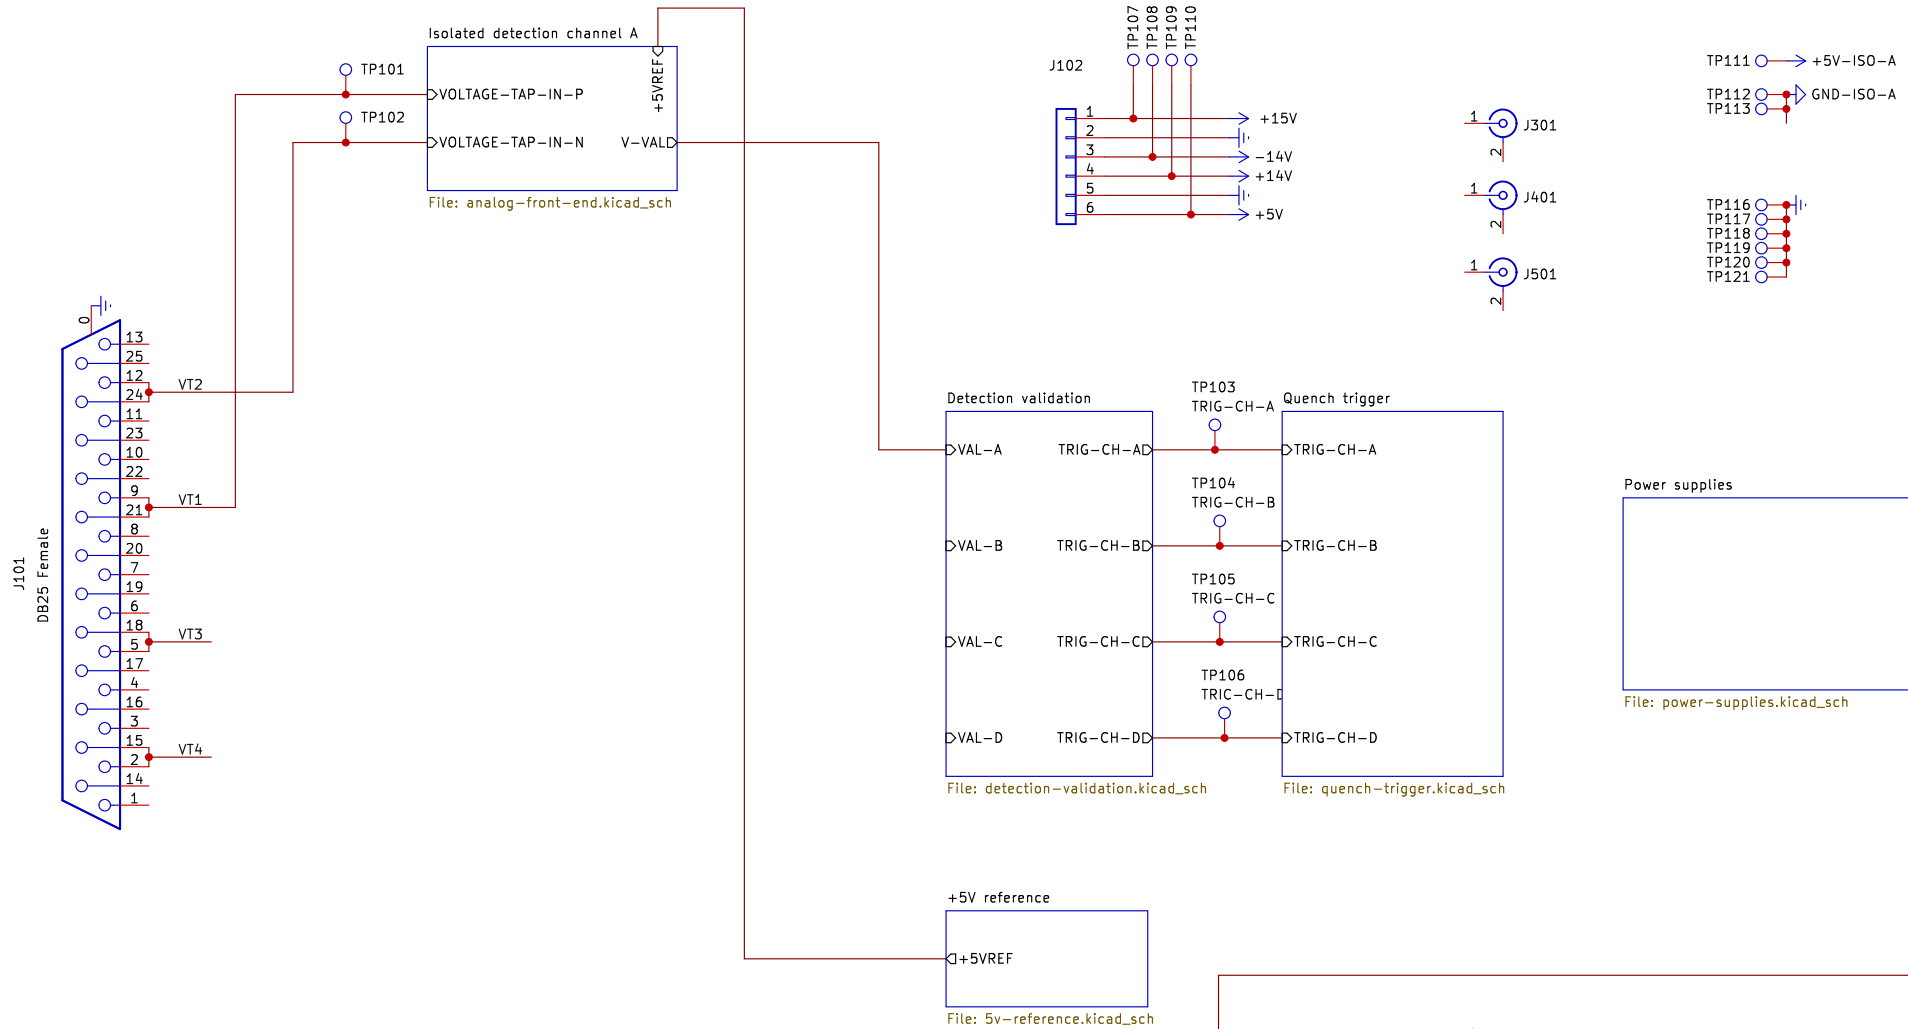 Isolated detection channel A
TP101
TP102
+5VREF
VOLTAGE-TAP-IN-P
VOLTAGE-TAP-IN-N
V-VAL
File: analog-front-end.kicad_sch
TP107
TP108
TP109
TP110
J102
1
2
3
4
5
6
+15V
-14V
+14V
+5V
1
J301
2
1
J401
2
1
J501
2
TP111
+5V-ISO-A
TP112
GND-ISO-A
TP113
TP116
TP117
TP118
TP119
TP120
TP121
J101
DB25 Female
0
13
25
12
24
11
23
10
22
9
21
8
20
7
19
6
18
5
17
4
16
3
15
2
14
1
VT2
VT1
VT3
VT4
Detection validation
VAL-A
VAL-B
VAL-C
VAL-D
TRIG-CH-A
TRIG-CH-B
TRIG-CH-C
TRIG-CH-D
File: detection-validation.kicad_sch
TP103
TRIG-CH-A
TP104
TRIG-CH-B
TP105
TRIG-CH-C
TP106
TRIC-CH-D
Quench trigger
TRIG-CH-A
TRIG-CH-B
TRIG-CH-C
TRIG-CH-D
File: quench-trigger.kicad_sch
Power supplies
File: power-supplies.kicad_sch
+5V reference
+5VREF
File: 5v-reference.kicad_sch